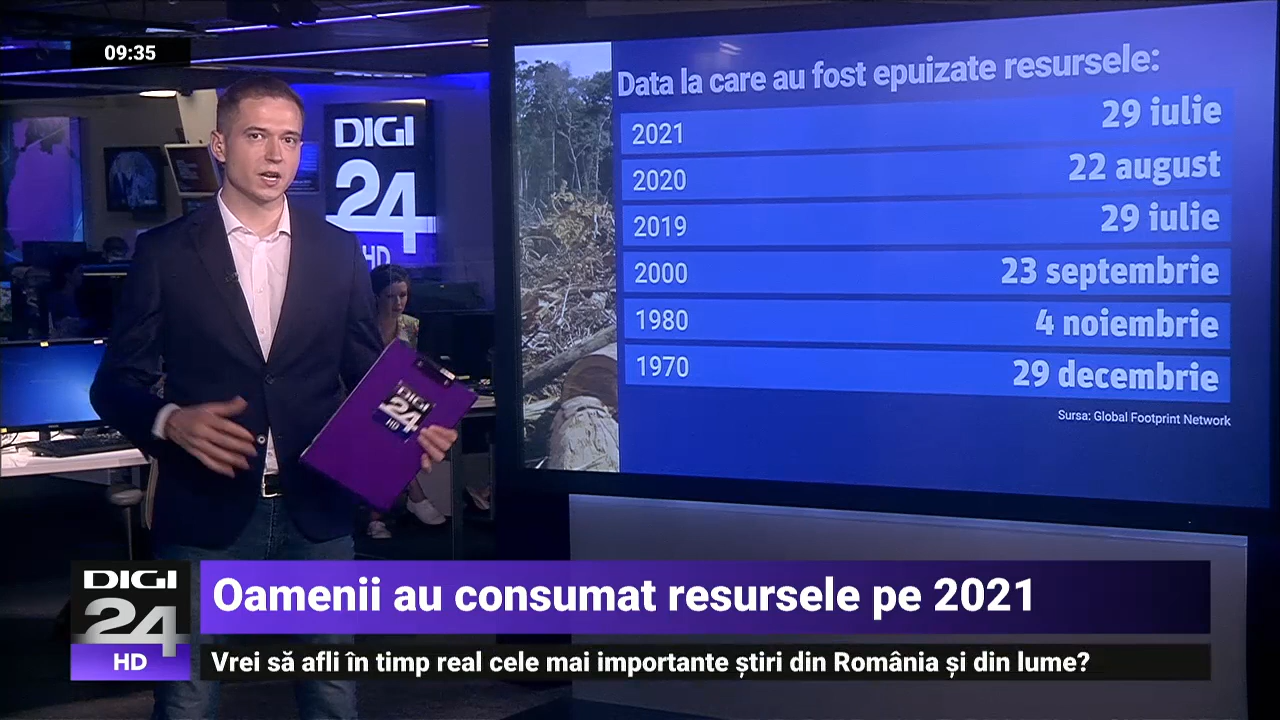 09:35
DIGI
24
HD
Data la care au fost epuizate resursele:
2021 29 iulie
2020 22 august
2019 29 iulie
2000 23 septembrie
1980 4 noiembrie
1970 29 decembrie
Sursa: Global Footprint Network
DIGI
24
HD
DIGI
24
HD
Oamenii au consumat resursele pe 2021
Vrei să afli în timp real cele mai importante știri din România și din lume?